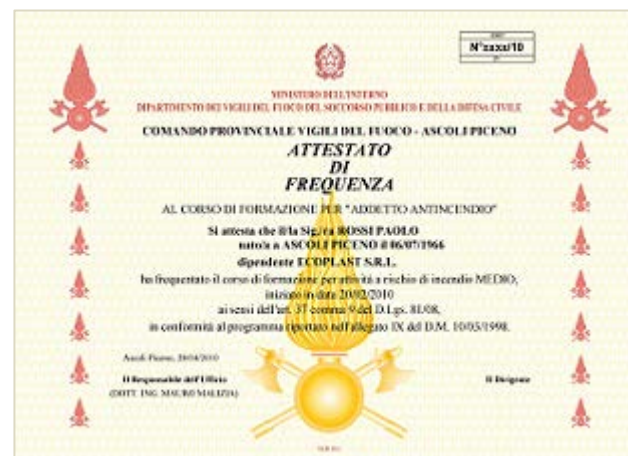 N°xxxx/10
MINISTERO DELL'INTERNO
DIPARTIMENTO DEI VIGILI DEL FUOCO DEL SOCCORSO PUBBLICO E DELLA DIFESA CIVILE
COMANDO PROVINCIALE VIGILI DEL FUOCO - ASCOLI PICENO
ATTESTATO
DI
FREQUENZA
AL CORSO DI FORMAZIONE PER "ADDETTO ANTINCENDIO"
Si attesta che il/la Sig./ra ROSSI PAOLO
nato/a a ASCOLI PICENO il 06/07/1966
dipendente ECOPLAST S.R.L.
ha frequentato il corso di formazione per attività a rischio di incendio MEDIO,
iniziato in data 20/02/2010
ai sensi dell'art. 37 comma 9 del D.Lgs. 81/08,
in conformità al programma riportato nell'allegato IX del D.M. 10/03/1998.
Ascoli Piceno, 20/04/2010
Il Responsabile dell'Ufficio
Il Dirigente
(DOTT. ING. MAURO MALIZIA)